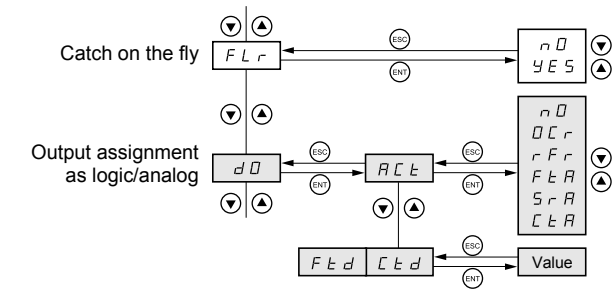 Catch on the fly
FLr
ESC
ENT
nO
YES
Output assignment
as logic/analog
dO
ESC
ENT
ACt
ESC
ENT
nO
OCr
rFr
FtA
SrA
CtA
Ftd
Ctd
ESC
ENT
Value